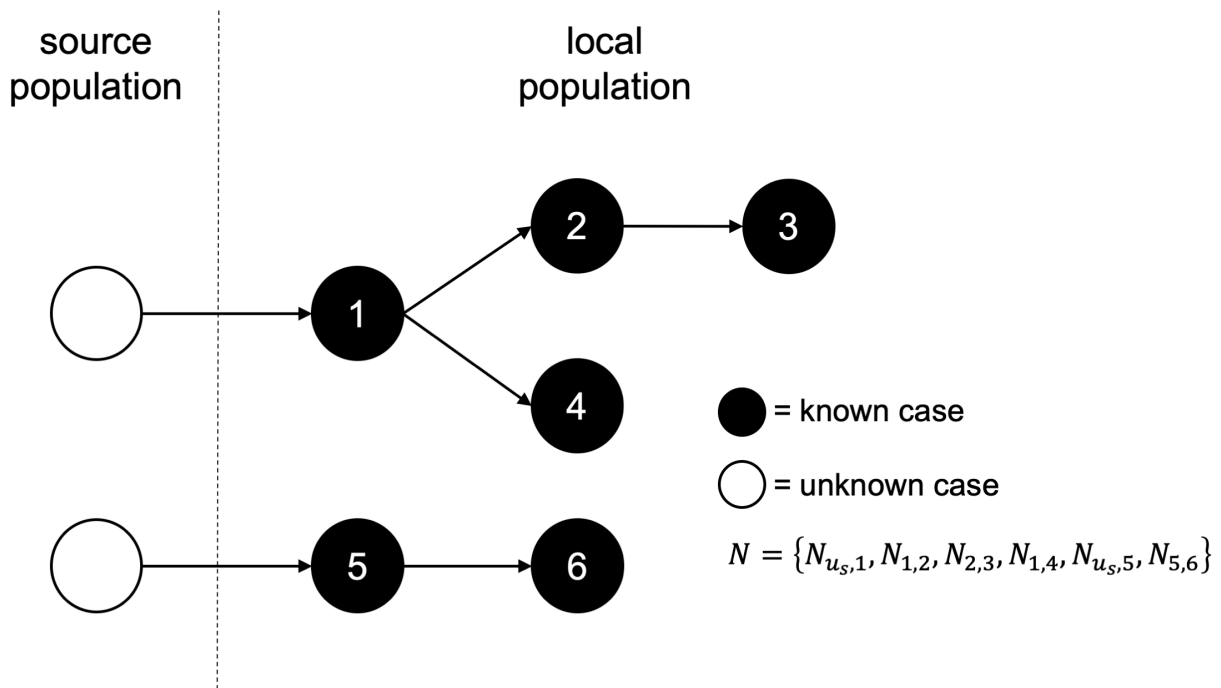 source
population
local
population
1
2
3
4
5
6
= known case
= unknown case
N = {N_{u_s,1}, N_{1,2}, N_{2,3}, N_{1,4}, N_{u_s,5}, N_{5,6}}